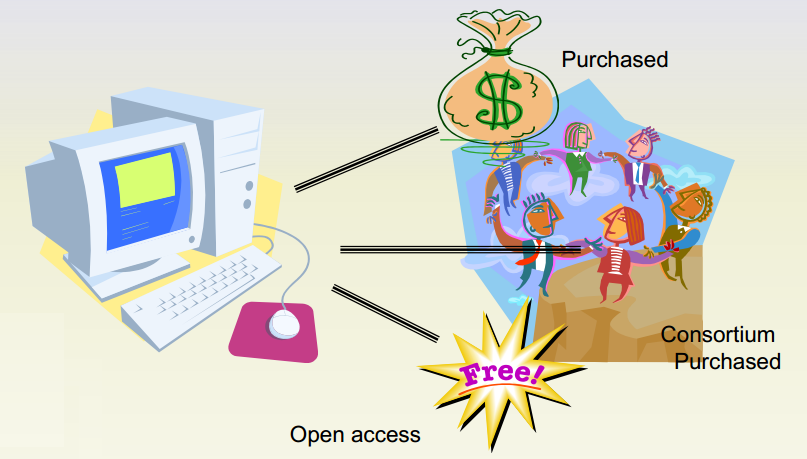 Purchased
$
Consortium
Purchased
Free!
Open access